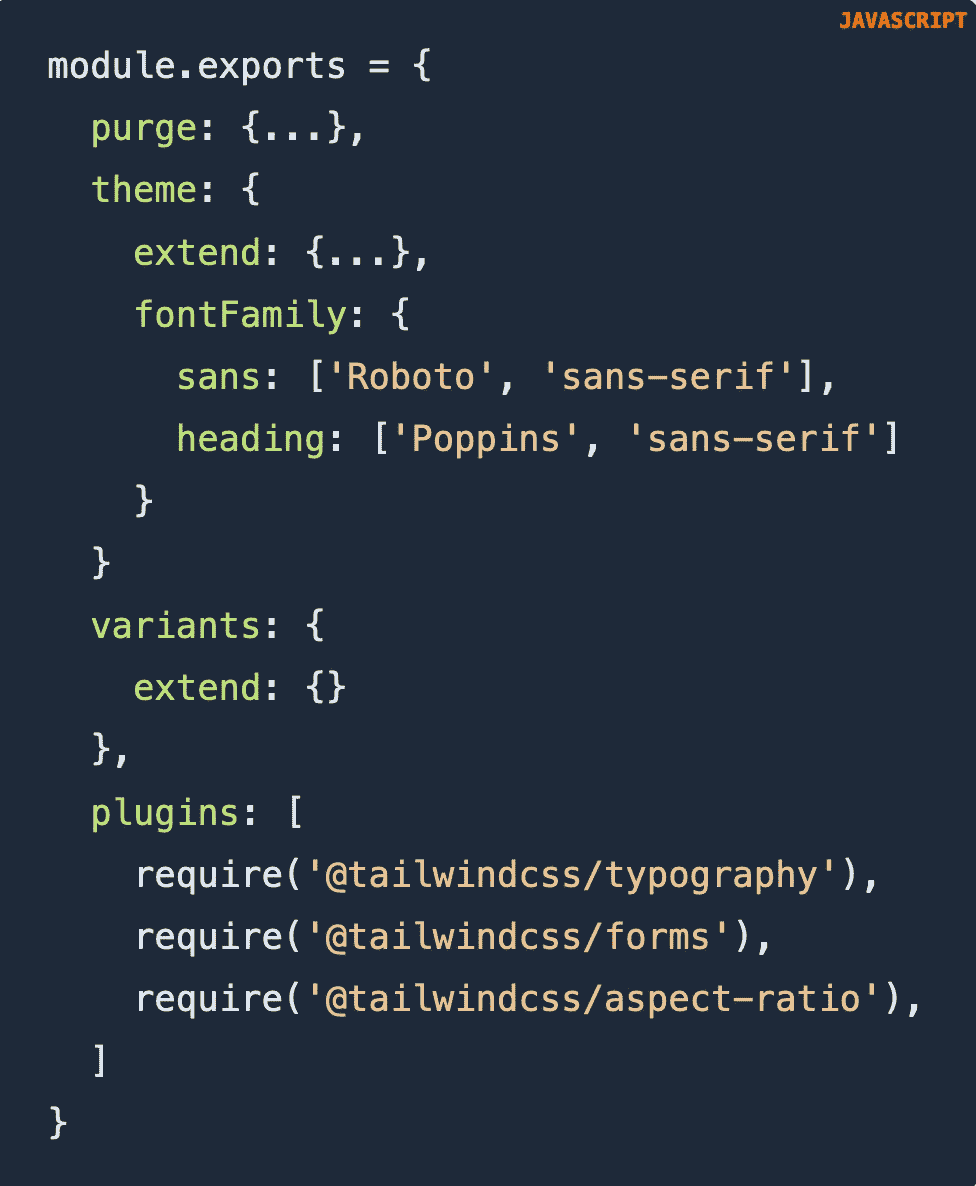 JAVASCRIPT
module.exports = {
  purge: {...},
  theme: {
    extend: {...},
    fontFamily: {
      sans: ['Roboto', 'sans-serif'],
      heading: ['Poppins', 'sans-serif']
    }
  }
  variants: {
    extend: {}
  },
  plugins: [
    require('@tailwindcss/typography'),
    require('@tailwindcss/forms'),
    require('@tailwindcss/aspect-ratio'),
  ]
}